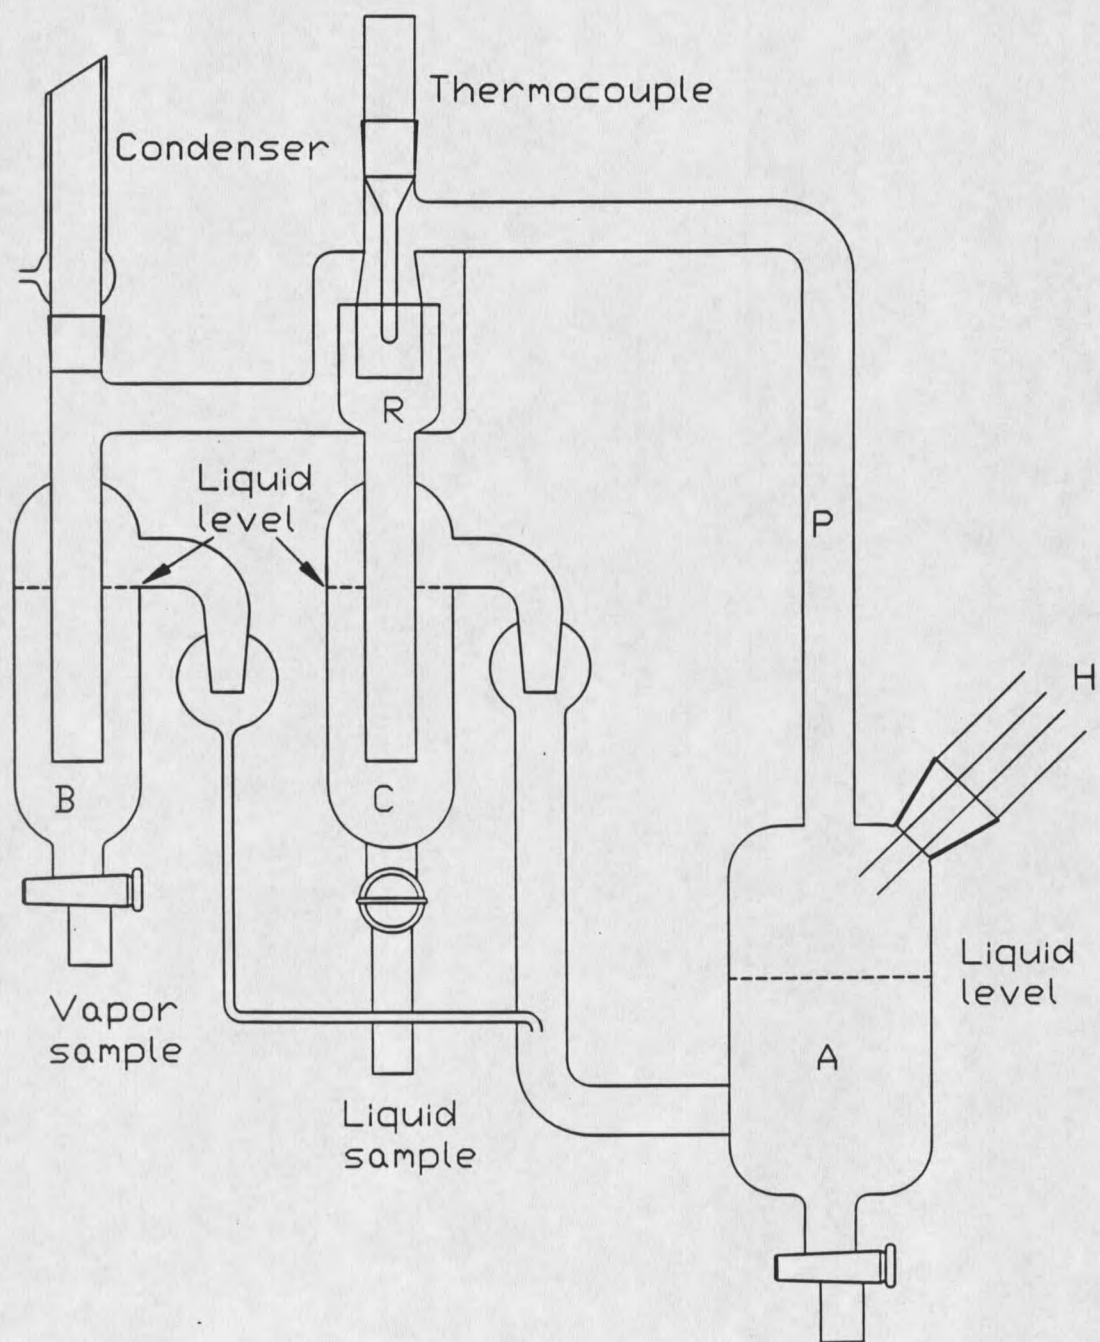 Thermocouple
Condenser
R
Liquid
level
P
H
B
C
Liquid
level
A
Vapor
sample
Liquid
sample